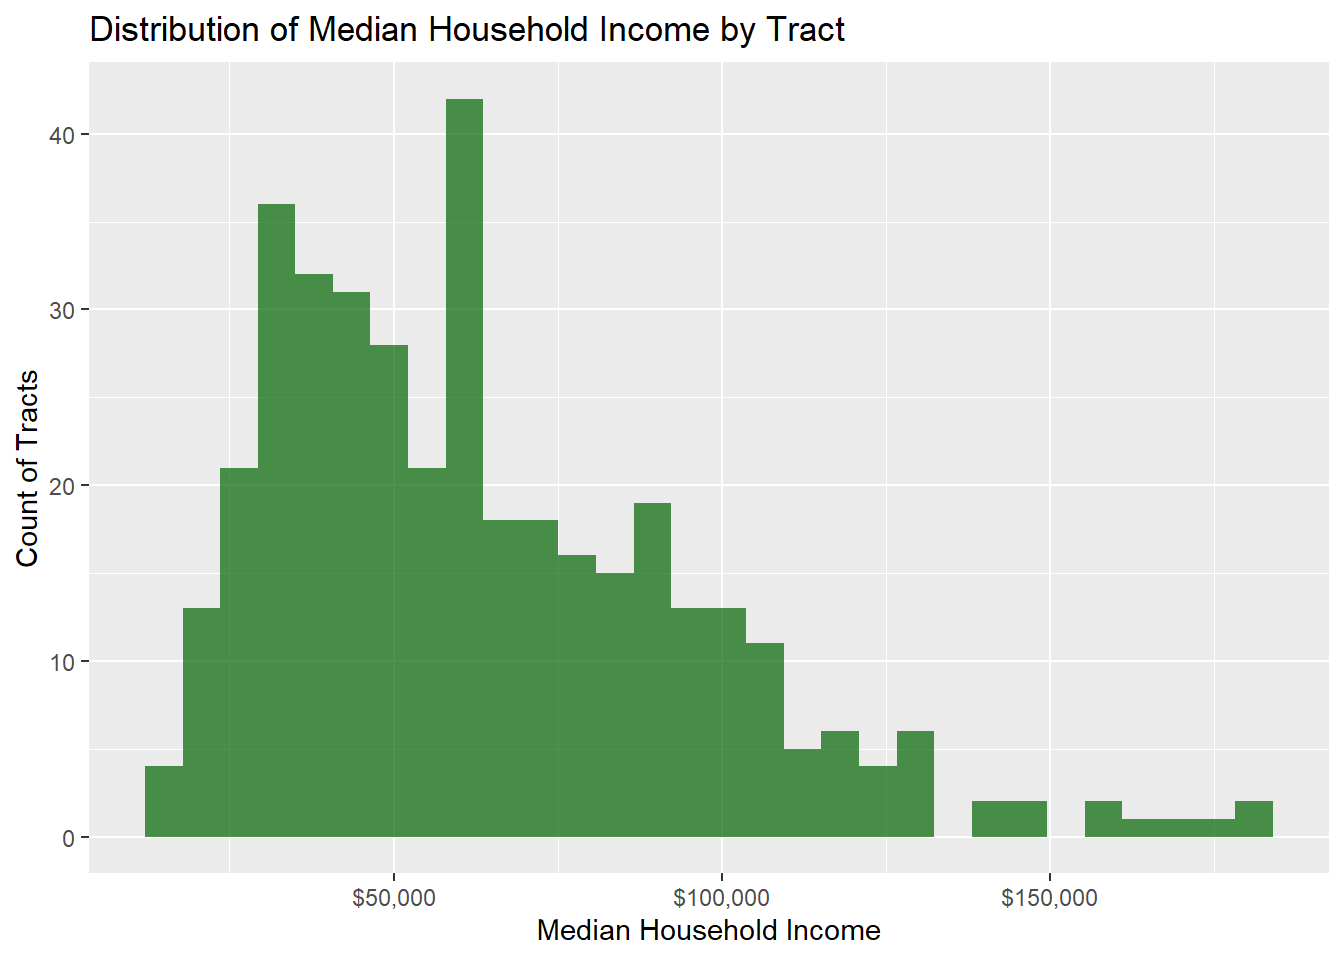 Distribution of Median Household Income by Tract
40
30
20
10
0
Count of Tracts
$50,000
$100,000
$150,000
Median Household Income